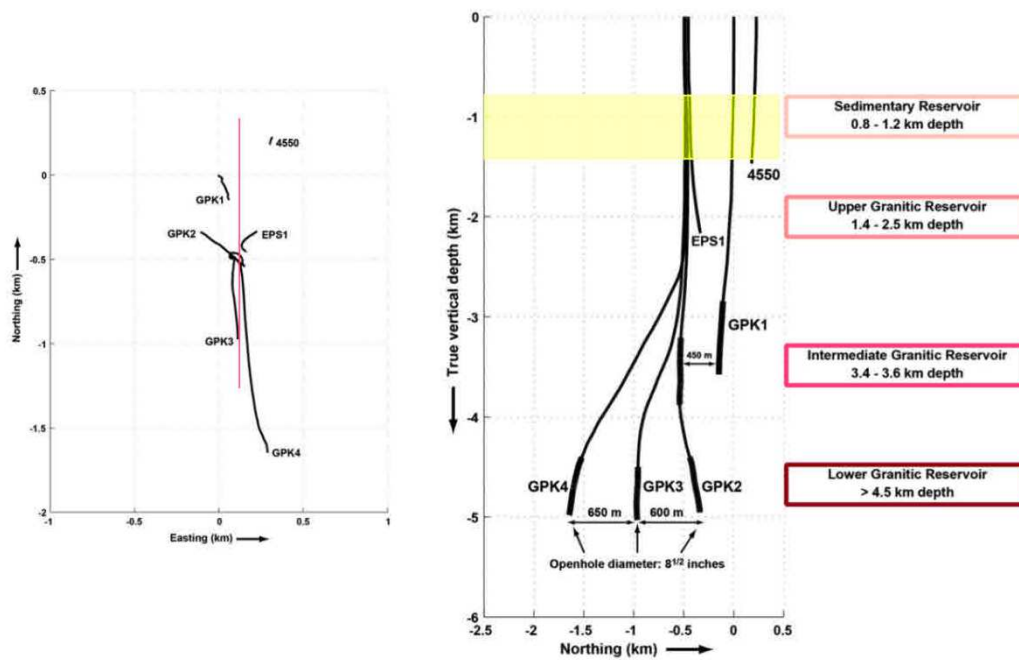 0.5
0
-0.5
-1
-1.5
-2
-1
-0.5
0
0.5
1
Northing (km)
Easting (km)
4550
GPK1
GPK2
EPS1
GPK3
GPK4
0
-1
-2
-3
-4
-5
-6
-2.5
-2
-1.5
-1
-0.5
0
0.5
True vertical depth (km)
Northing (km)
4550
EPS1
GPK1
450 m
GPK4
GPK3
GPK2
650 m
600 m
Openhole diameter: 8 1/2 inches
Sedimentary Reservoir
0.8 - 1.2 km depth
Upper Granitic Reservoir
1.4 - 2.5 km depth
Intermediate Granitic Reservoir
3.4 - 3.6 km depth
Lower Granitic Reservoir
> 4.5 km depth